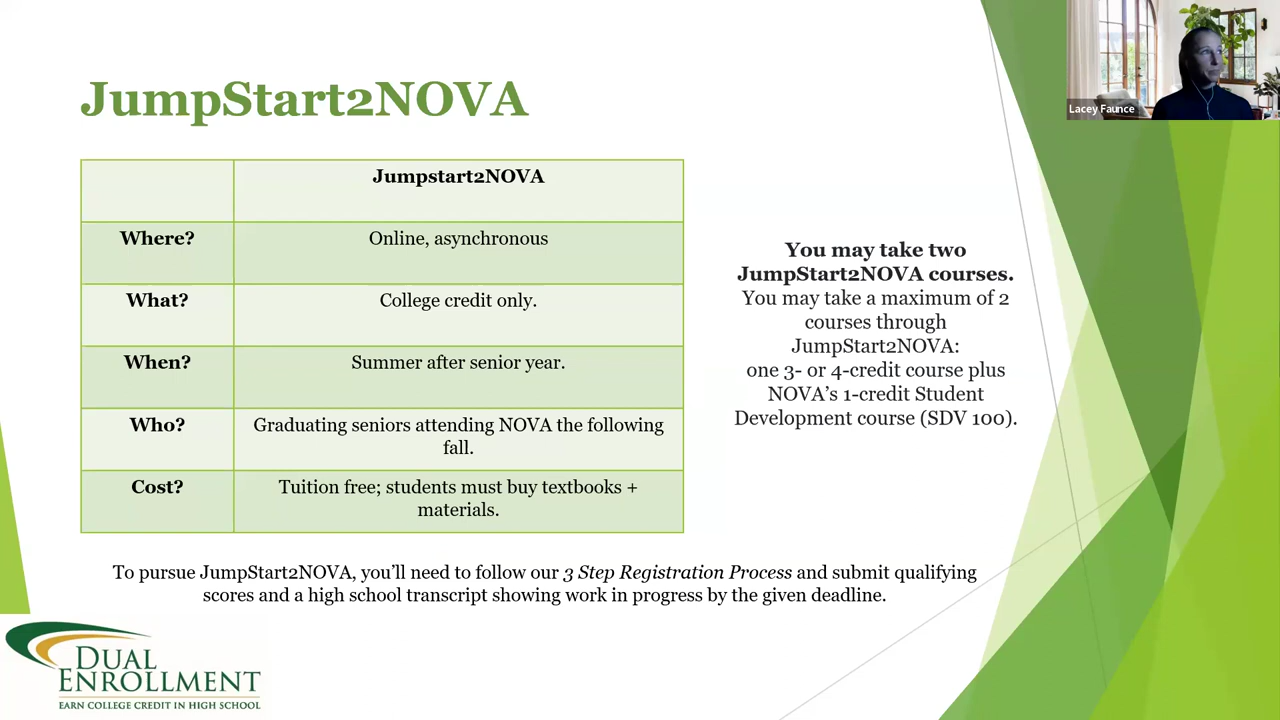 Lacey Faunce
JumpStart2NOVA
Jumpstart2NOVA
Where?
Online, asynchronous
What?
College credit only.
When?
Summer after senior year.
Who?
Graduating seniors attending NOVA the following
fall.
Cost?
Tuition free; students must buy textbooks +
materials.
You may take two
JumpStart2NOVA courses.
You may take a maximum of 2
courses through
JumpStart2NOVA:
one 3- or 4-credit course plus
NOVA’s 1-credit Student
Development course (SDV 100).
To pursue JumpStart2NOVA, you’ll need to follow our 3 Step Registration Process and submit qualifying
scores and a high school transcript showing work in progress by the given deadline.
DUAL
ENROLLMENT
EARN COLLEGE CREDIT IN HIGH SCHOOL